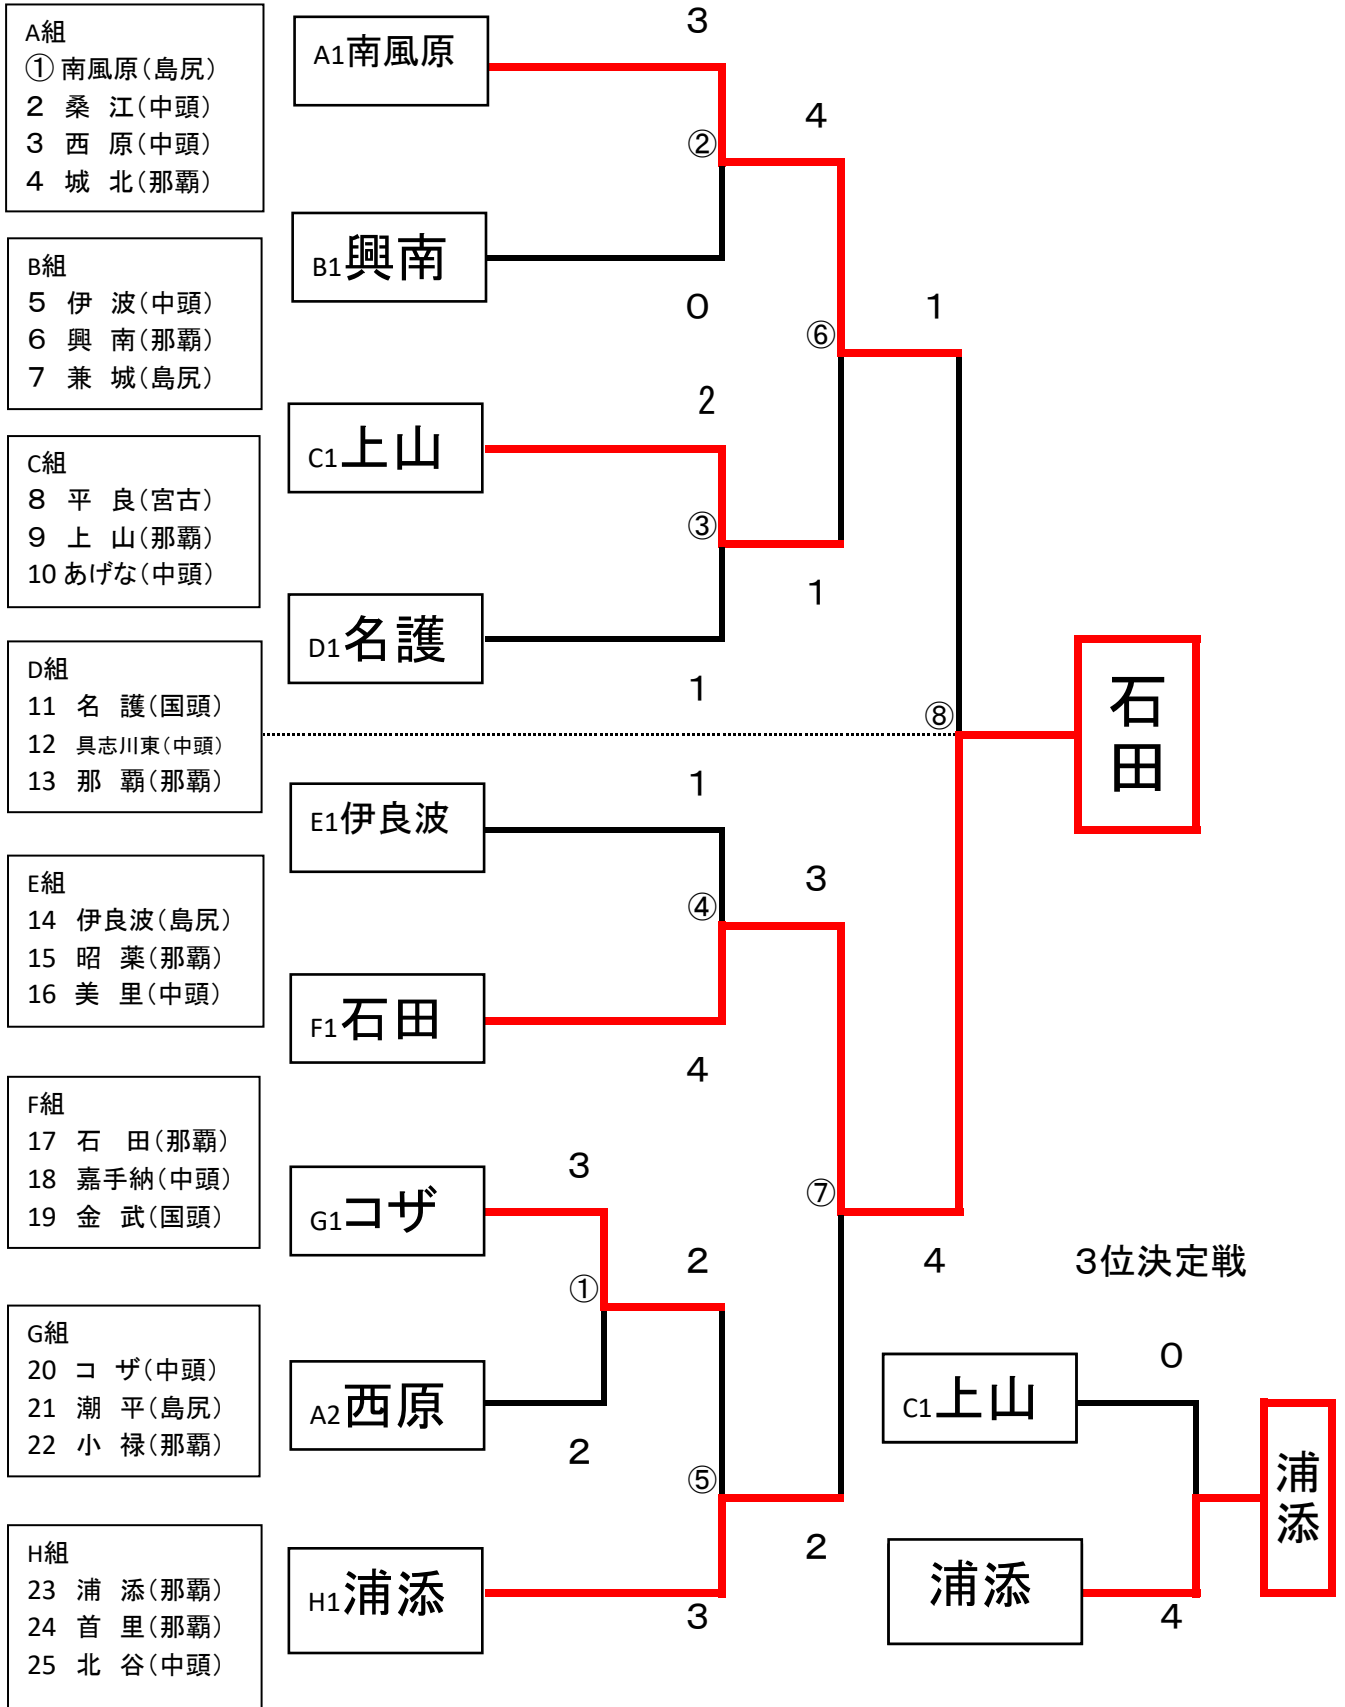 A組
① 南風原(島尻)
2 桑 江(中頭)
3 西 原(中頭)
4 城 北(那覇)
B組
5 伊 波(中頭)
6 興 南(那覇)
7 兼 城(島尻)
C組
8 平 良(宮古)
9 上 山(那覇)
10 あげな(中頭)
D組
11 名 護(国頭)
12 具志川東(中頭)
13 那 覇(那覇)
E組
14 伊良波(島尻)
15 昭 薬(那覇)
16 美 里(中頭)
F組
17 石 田(那覇)
18 嘉手納(中頭)
19 金 武(国頭)
G組
20 コ ザ(中頭)
21 潮 平(島尻)
22 小 禄(那覇)
H組
23 浦 添(那覇)
24 首 里(那覇)
25 北 谷(中頭)
3
A1南風原
4
②
B1興南
0
1
⑥
2
C1上山
③
1
D1名護
1
⑧
石田
1
E1伊良波
3
④
F1石田
4
3
⑦
G1コザ
2
4
①
A2西原
2
⑤
2
H1浦添
3
3位決定戦
0
C1上山
浦添
浦添
4